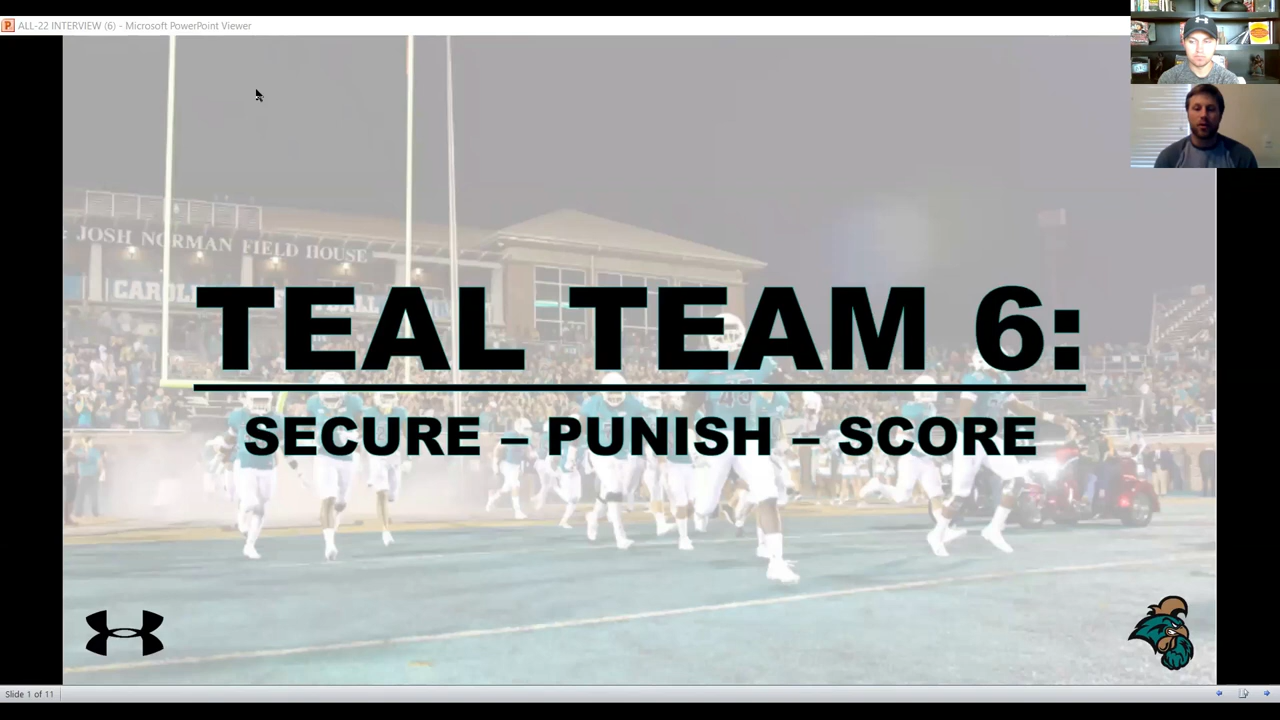 ALL-22 INTERVIEW (6) - Microsoft PowerPoint Viewer
JOSH NORMAN FIELD HOUSE
TEAL TEAM 6:
SECURE – PUNISH – SCORE
Slide 1 of 11